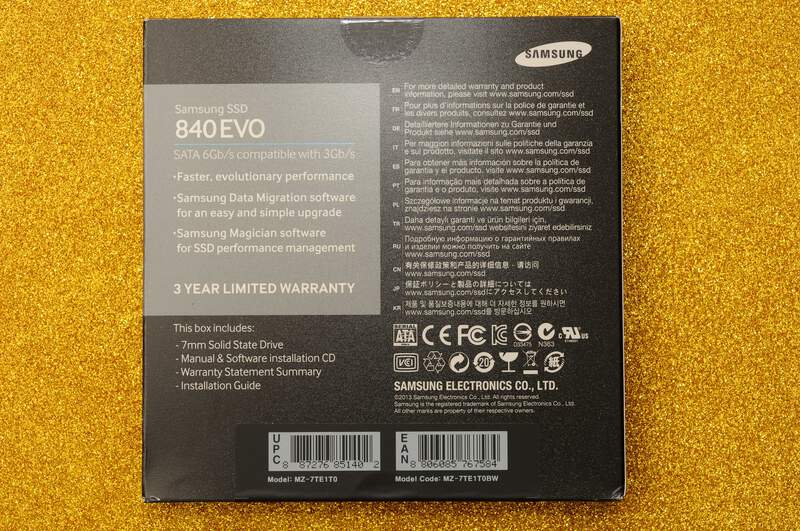 SAMSUNG
Samsung SSD
840 EVO
SATA 6Gb/s compatible with 3Gb/s
•Faster, evolutionary performance
•Samsung Data Migration software
for an easy and simple upgrade
•Samsung Magician software
for SSD performance management
3 YEAR LIMITED WARRANTY
This box includes:
- 7mm Solid State Drive
- Manual & Software installation CD
- Warranty Statement Summary
- Installation Guide
EN For more detailed warranty and product
information, please visit www.samsung.com/ssd
FR Pour plus d'informations sur la police de garantie et
les divers produits, consultez www.samsung.com/ssd
DE Detailliertere Informationen zu Garantie und
Produkt siehe www.samsung.com/ssd
IT Per maggiori informazioni sulle politiche della garanzia
e sul prodotto, visitate il sito www.samsung.com/ssd
ES Para obtener más información sobre la política de
garantía y el producto, visite www.samsung.com/ssd
PT Para informação mais detalhada sobre a política de
garantia e o produto, visite www.samsung.com/ssd
PL Szczegółowe informacje na temat produktu i gwarancji,
znajdziesz na stronie www.samsung.com/ssd
TR Daha detaylı garanti ve ürün bilgileri için,
www.samsung.com/ssd websitesini ziyaret edebilirsiniz
RU Подробную информацию о гарантийных правилах
и изделии можно получить на сайте
www.samsung.com/ssd
CN 有关保修政策和产品的详细信息，请访问
www.samsung.com/ssd
JP 保証ポリシーと製品の詳細については
www.samsung.com/ssdにアクセスしてください
KR 제품 및 품질보증내용에 대해 더 자세한 정보를 원하시면
www.samsung.com/ssd를 방문하십시오
SERIAL
ATA
CE FC
N363
UL US
VCI
20
SAMSUNG ELECTRONICS CO., LTD.
©2013 Samsung Electronics Co., Ltd. All rights reserved.
Samsung is the registered trademark of Samsung Electronics Co., Ltd.
All other marks are property of their respective owners.
UPC
8 87276 85140 2
Model: MZ-7TE1T0
EAN
8 806085 767584
Model Code: MZ-7TE1T0BW